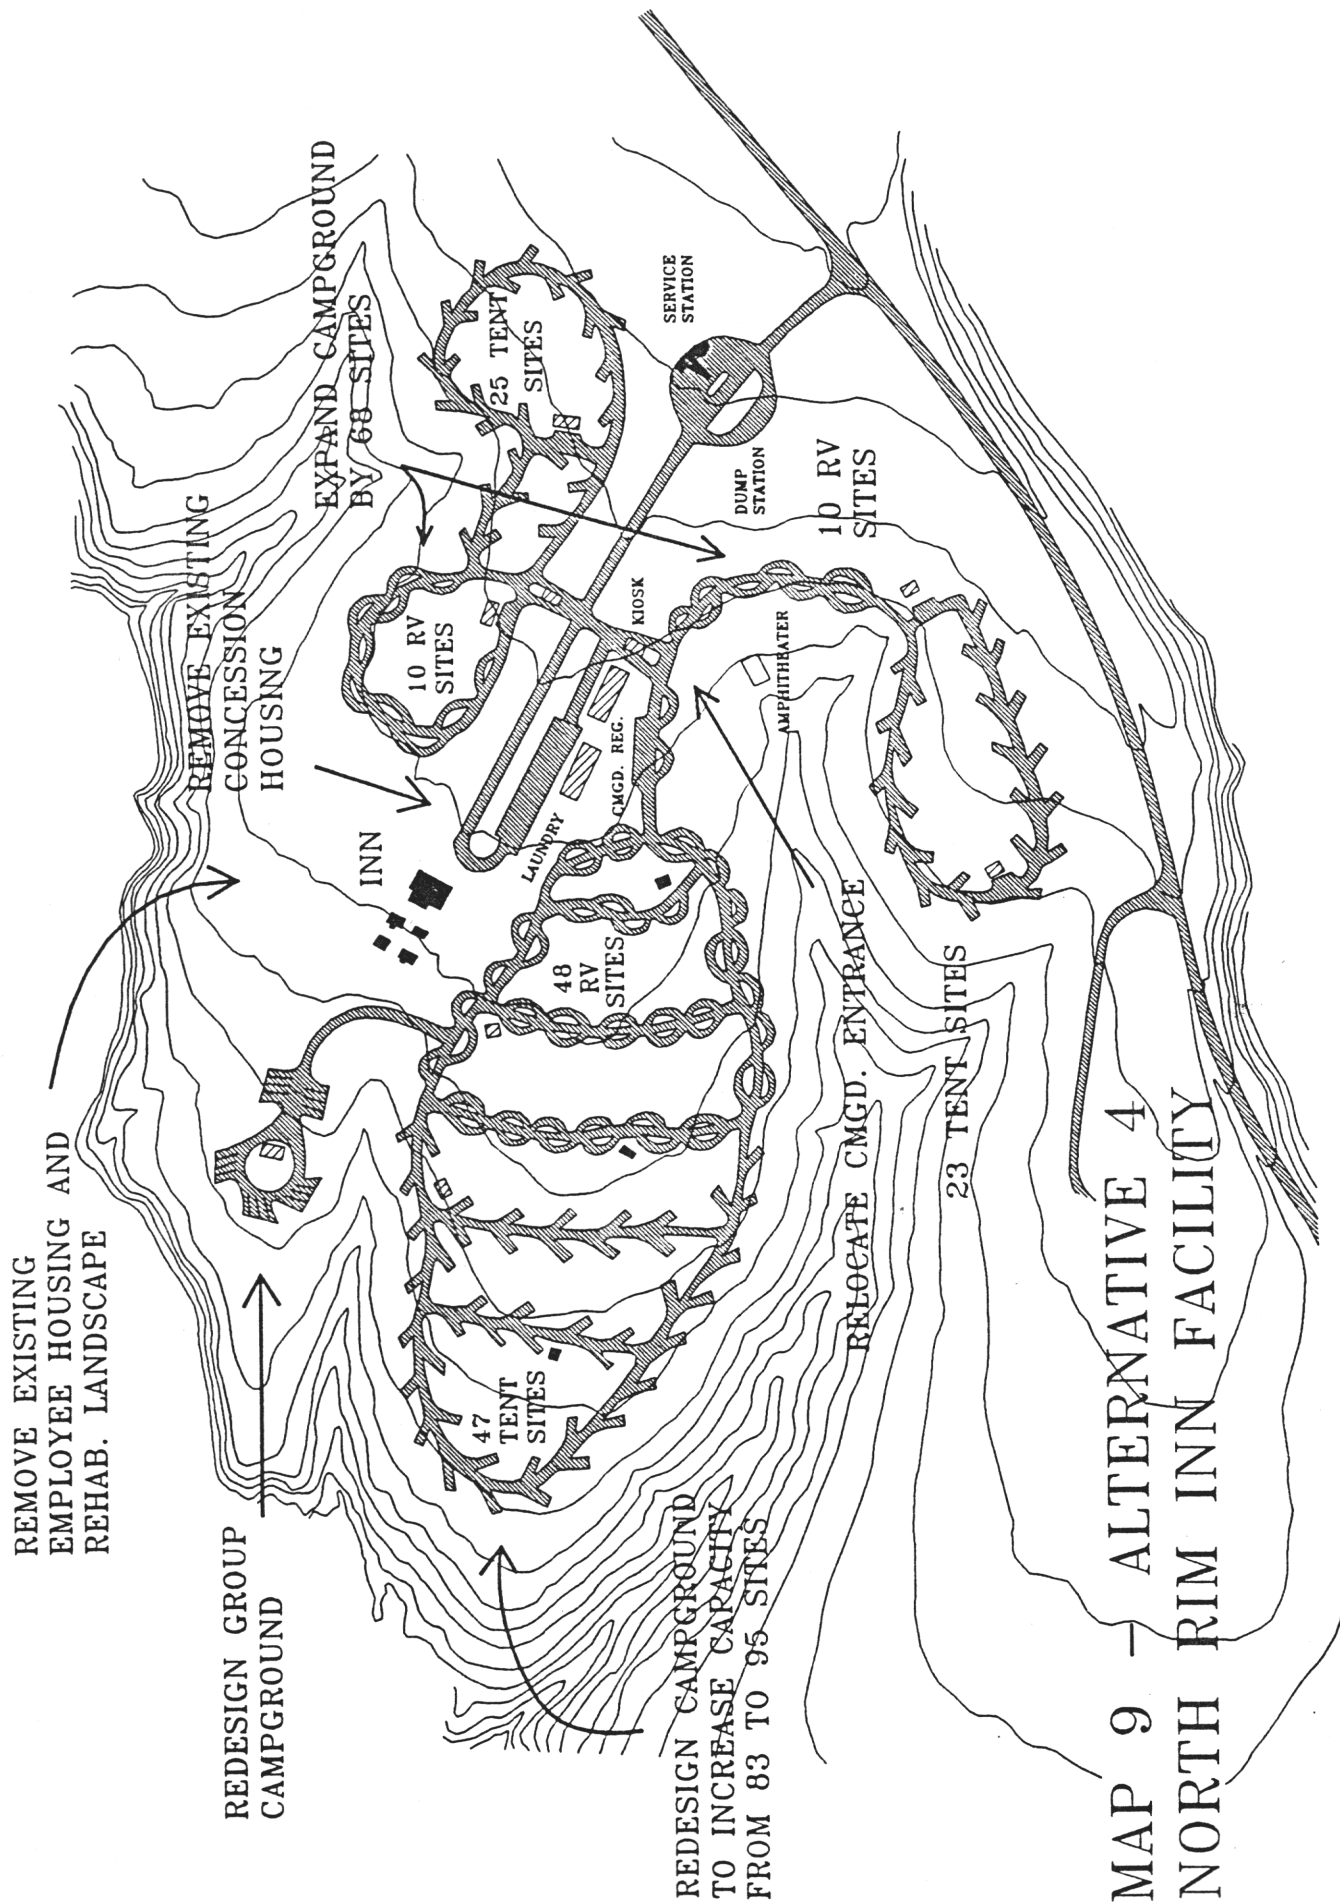 REMOVE EXISTING
EMPLOYEE HOUSING AND
REHAB. LANDSCAPE
REDESIGN GROUP
CAMPGROUND
REMOVE EXISTING
CONCESSION
HOUSING
EXPAND CAMPGROUND
BY 68 SITES
INN
10 RV
SITES
25 TENT
SITES
LAUNDRY
CMGD. REG.
KIOSK
SERVICE
STATION
DUMP
STATION
48
RV
SITES
47
TENT
SITES
AMPHITHEATER
10 RV
SITES
REDESIGN CAMPGROUND
TO INCREASE CAPACITY
FROM 83 TO 95 SITES
RELOCATE CMGD. ENTRANCE
23 TENT SITES
MAP 9 – ALTERNATIVE 4
NORTH RIM INN FACILITY